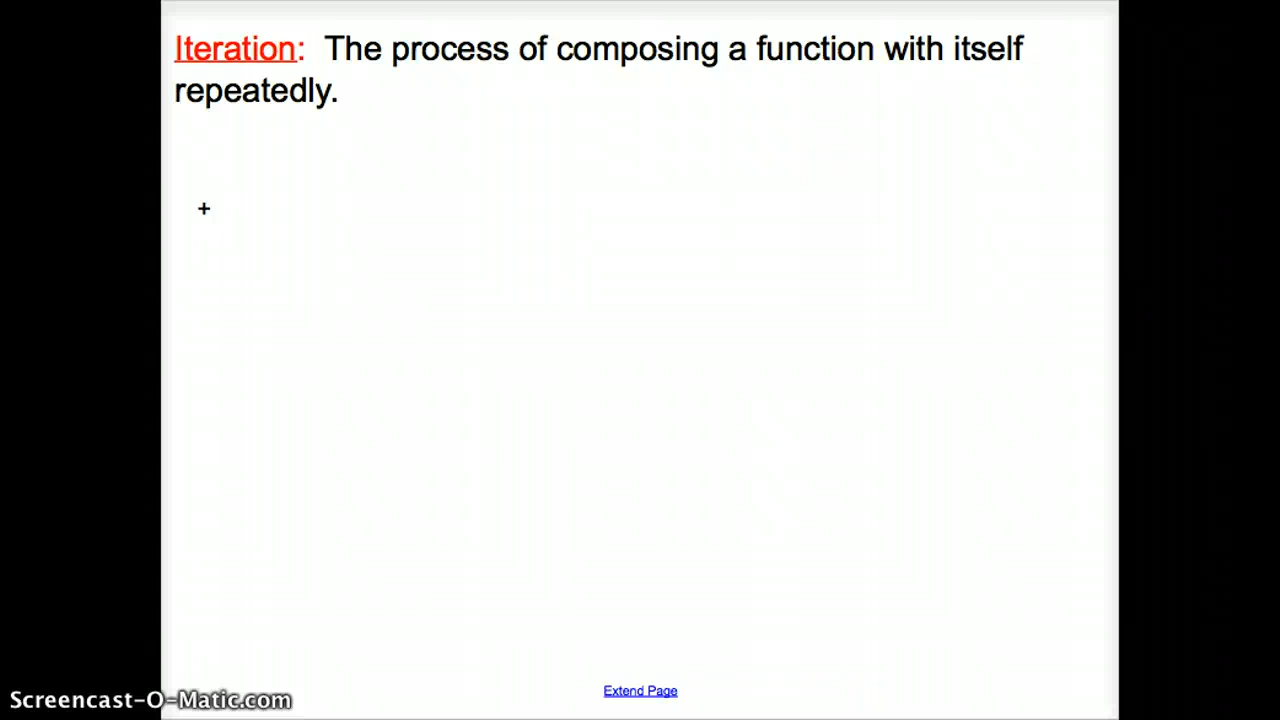 Iteration: The process of composing a function with itself
repeatedly.
Extend Page
Screencast-O-Matic.com